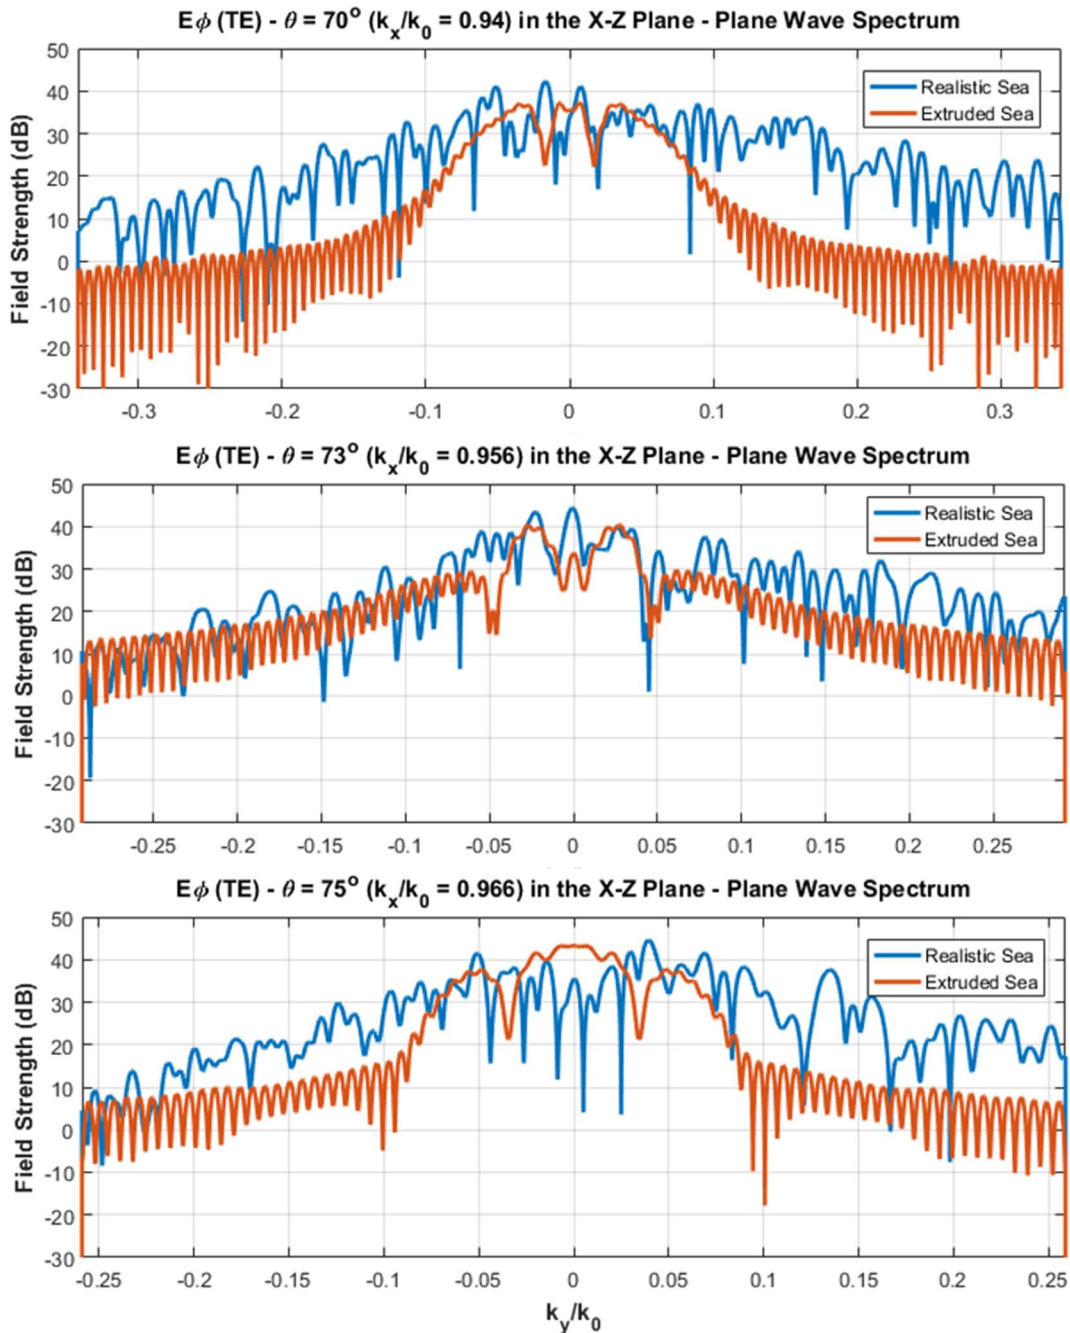 Eϕ (TE) - θ = 70° (kₓ/k₀ = 0.94) in the X-Z Plane - Plane Wave Spectrum
50
40
30
20
10
0
-10
-20
-30
Field Strength (dB)
Realistic Sea
Extruded Sea
-0.3 -0.2 -0.1 0 0.1 0.2 0.3
Eϕ (TE) - θ = 73° (kₓ/k₀ = 0.956) in the X-Z Plane - Plane Wave Spectrum
50
40
30
20
10
0
-10
-20
-30
Field Strength (dB)
Realistic Sea
Extruded Sea
-0.25 -0.2 -0.15 -0.1 -0.05 0 0.05 0.1 0.15 0.2 0.25
Eϕ (TE) - θ = 75° (kₓ/k₀ = 0.966) in the X-Z Plane - Plane Wave Spectrum
50
40
30
20
10
0
-10
-20
-30
Field Strength (dB)
Realistic Sea
Extruded Sea
-0.25 -0.2 -0.15 -0.1 -0.05 0 0.05 0.1 0.15 0.2 0.25
k_y/k₀